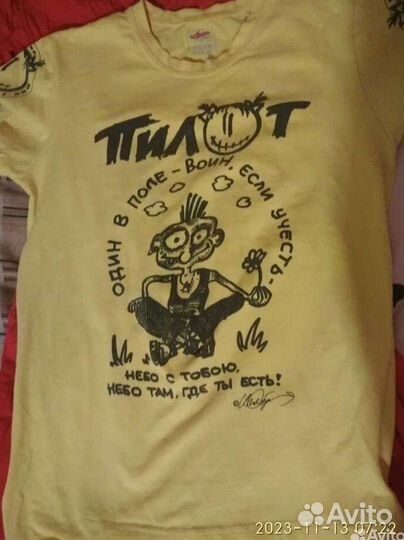 ПИЛОТ
ОДИН В ПОЛЕ - ВОИН, ЕСЛИ УЧЕСТЬ -
НЕБО С ТОБОЮ,
НЕБО ТАМ, ГДЕ ТЫ ЕСТЬ!
2023-11-13 07:22
Avito
Avito